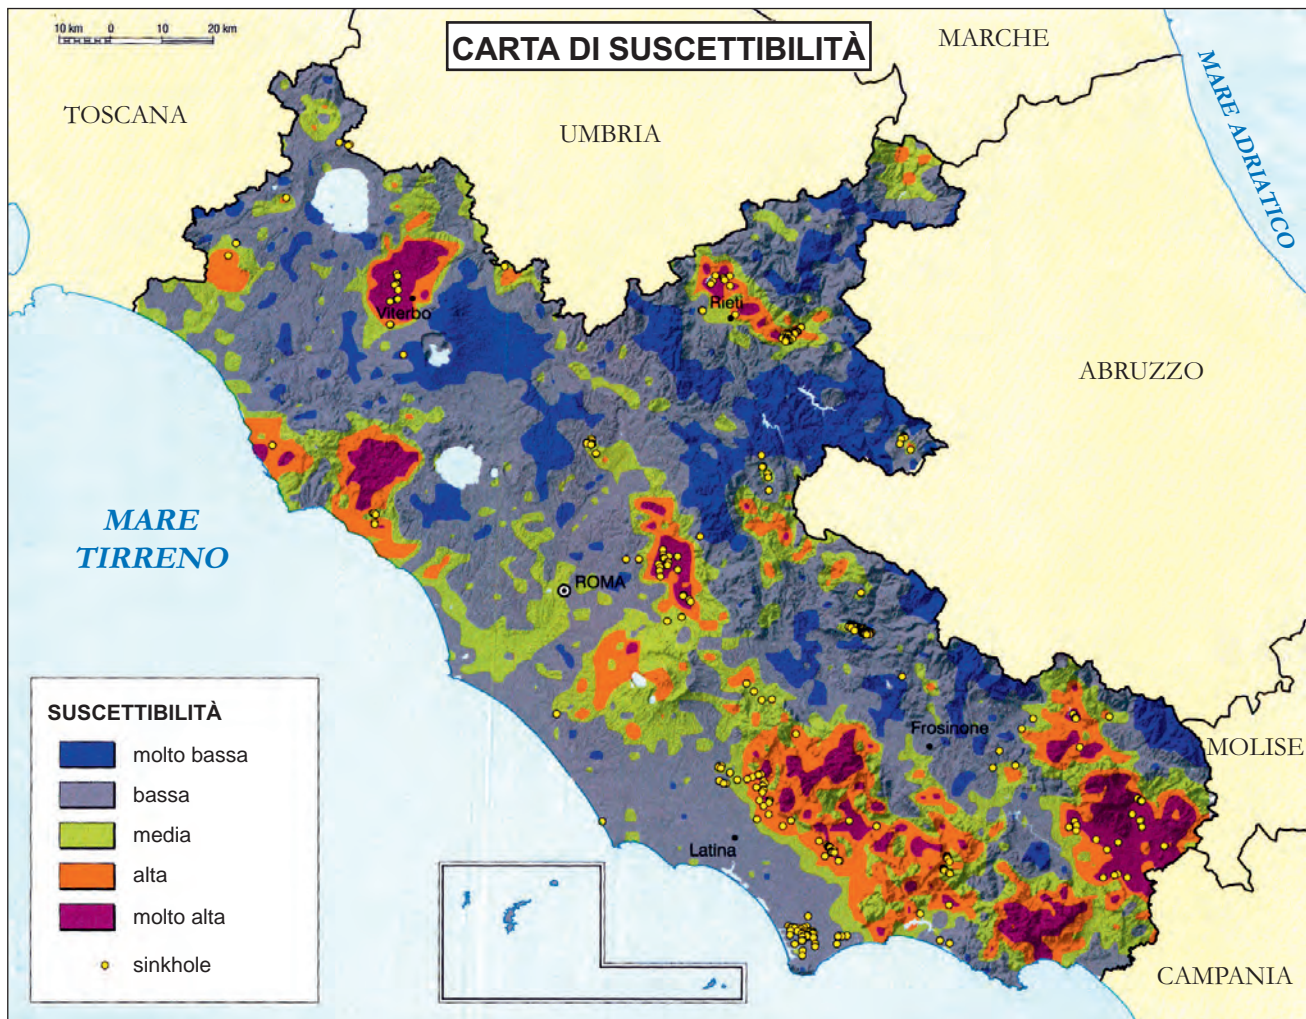 10 km 0 10 20 km
CARTA DI SUSCETTIBILITÀ
MARCHE
TOSCANA
UMBRIA
MARE ADRIATICO
Rieti
Viterbo
ABRUZZO
MARE
TIRRENO
ROMA
Frosinone
MOLISE
Latina
CAMPANIA
SUSCETTIBILITÀ
molto bassa
bassa
media
alta
molto alta
sinkhole